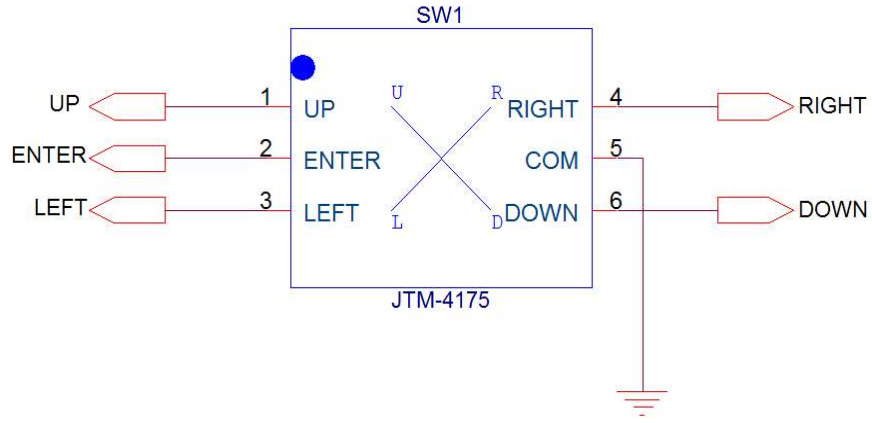 SW1
UP 1 UP U R RIGHT 4 RIGHT
ENTER 2 ENTER COM 5
LEFT 3 LEFT L D DOWN 6 DOWN
JTM-4175